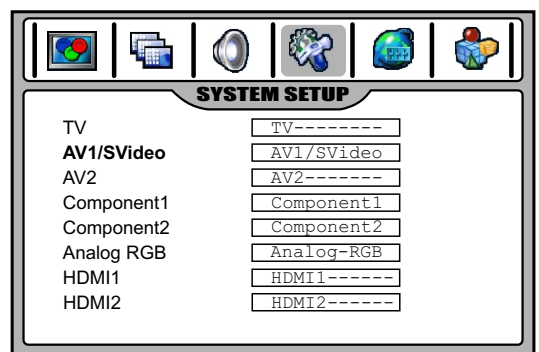 SYSTEM SETUP
TV TV--------
AV1/SVideo AV1/SVideo
AV2 AV2-------
Component1 Component1
Component2 Component2
Analog RGB Analog-RGB
HDMI1 HDMI1------
HDMI2 HDMI2------